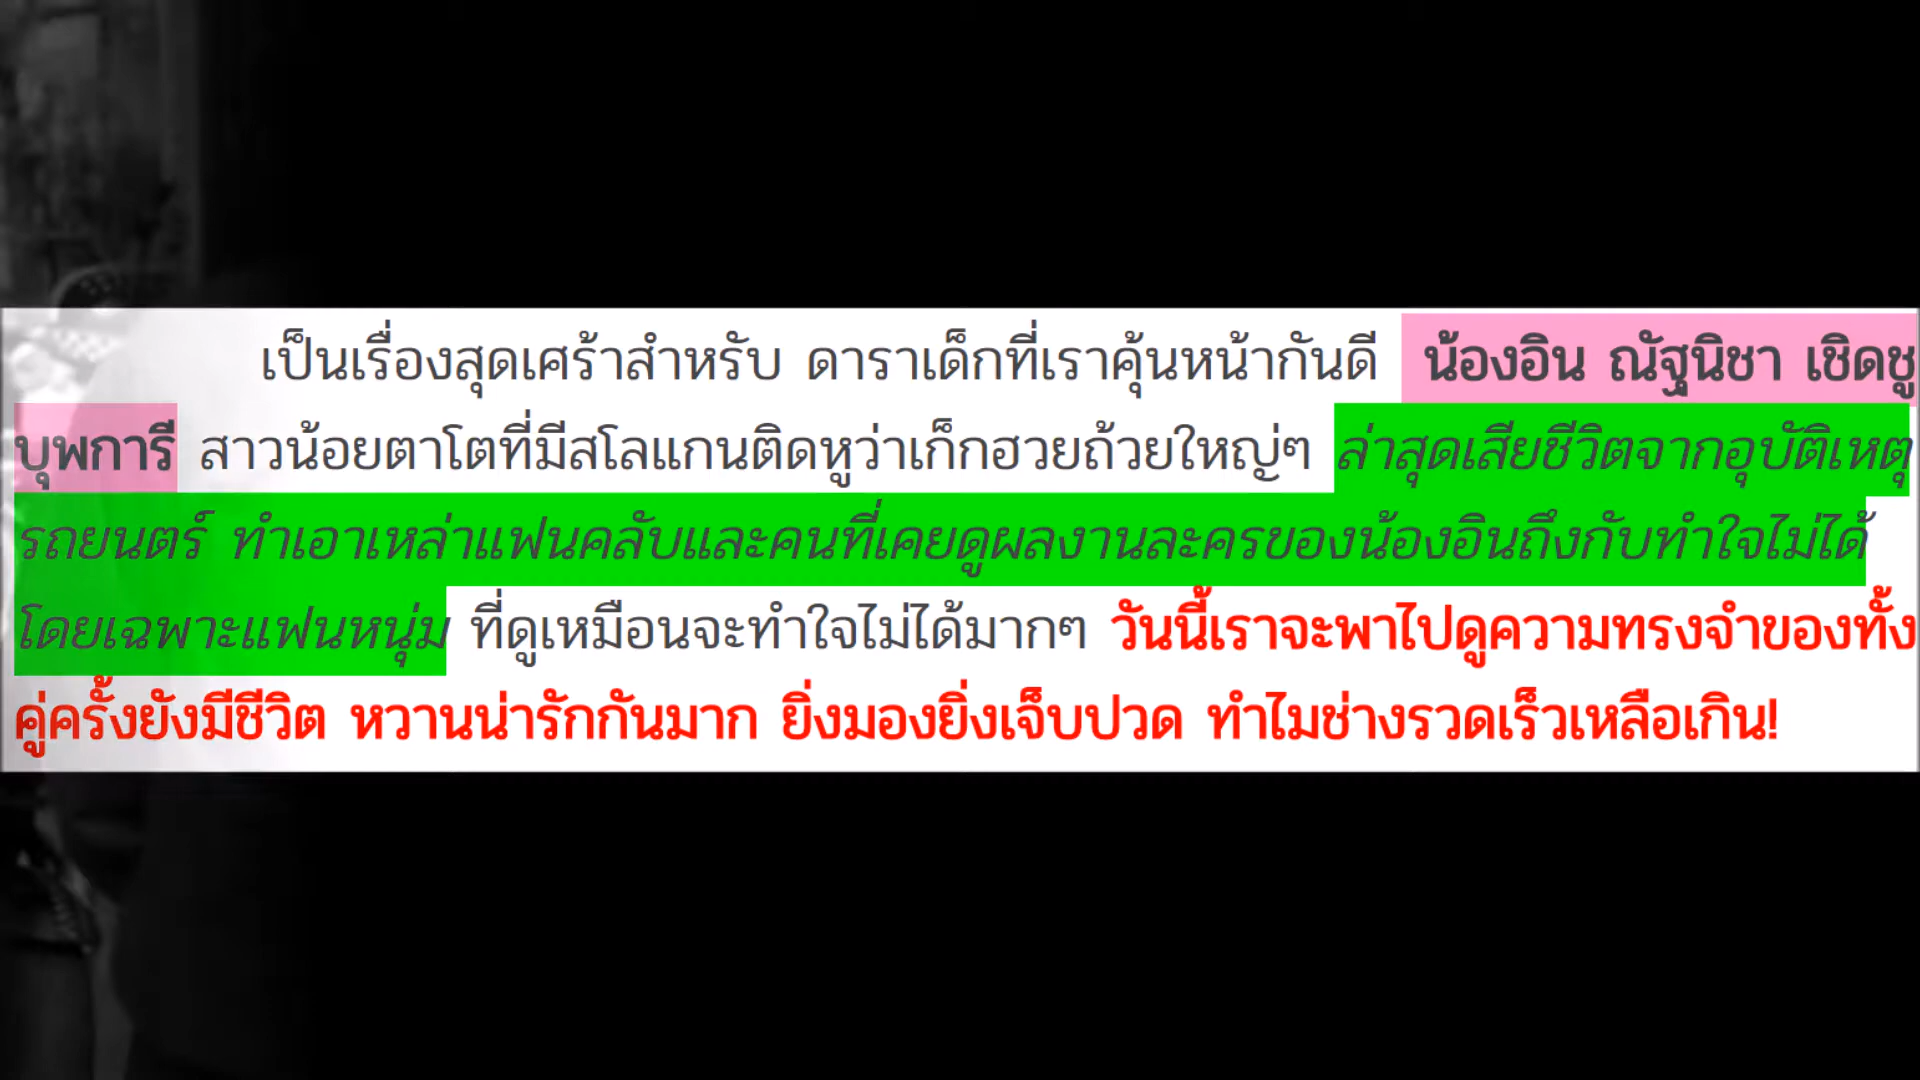 เป็นเรื่องสุดเศร้าสำหรับ ดาราเด็กที่เราคุ้นหน้ากันดี น้องอิน ณัฐนิชา เชิดชู
บุพการี สาวน้อยตาโตที่มีสโลแกนติดหูว่าเก็กฮวยถ้วยใหญ่ๆ ล่าสุดเสียชีวิตจากอุบัติเหตุ
รถยนตร์ ทำเอาเหล่าแฟนคลับและคนที่เคยดูผลงานละครของน้องอินถึงกับทำใจไม่ได้
โดยเฉพาะแฟนหนุ่ม ที่ดูเหมือนจะทำใจไม่ได้มากๆ วันนี้เราจะพาไปดูความทรงจำของทั้ง
คู่ครั้งยังมีชีวิต หวานน่ารักกันมาก ยิ่งมองยิ่งเจ็บปวด ทำไมช่างรวดเร็วเหลือเกิน!